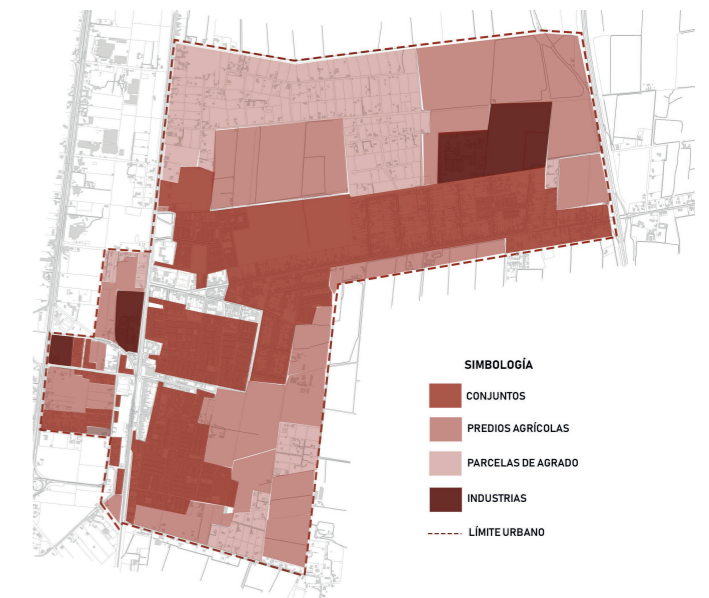 SIMBOLOGÍA
CONJUNTOS
PREDIOS AGRÍCOLAS
PARCELAS DE AGRADO
INDUSTRIAS
LÍMITE URBANO